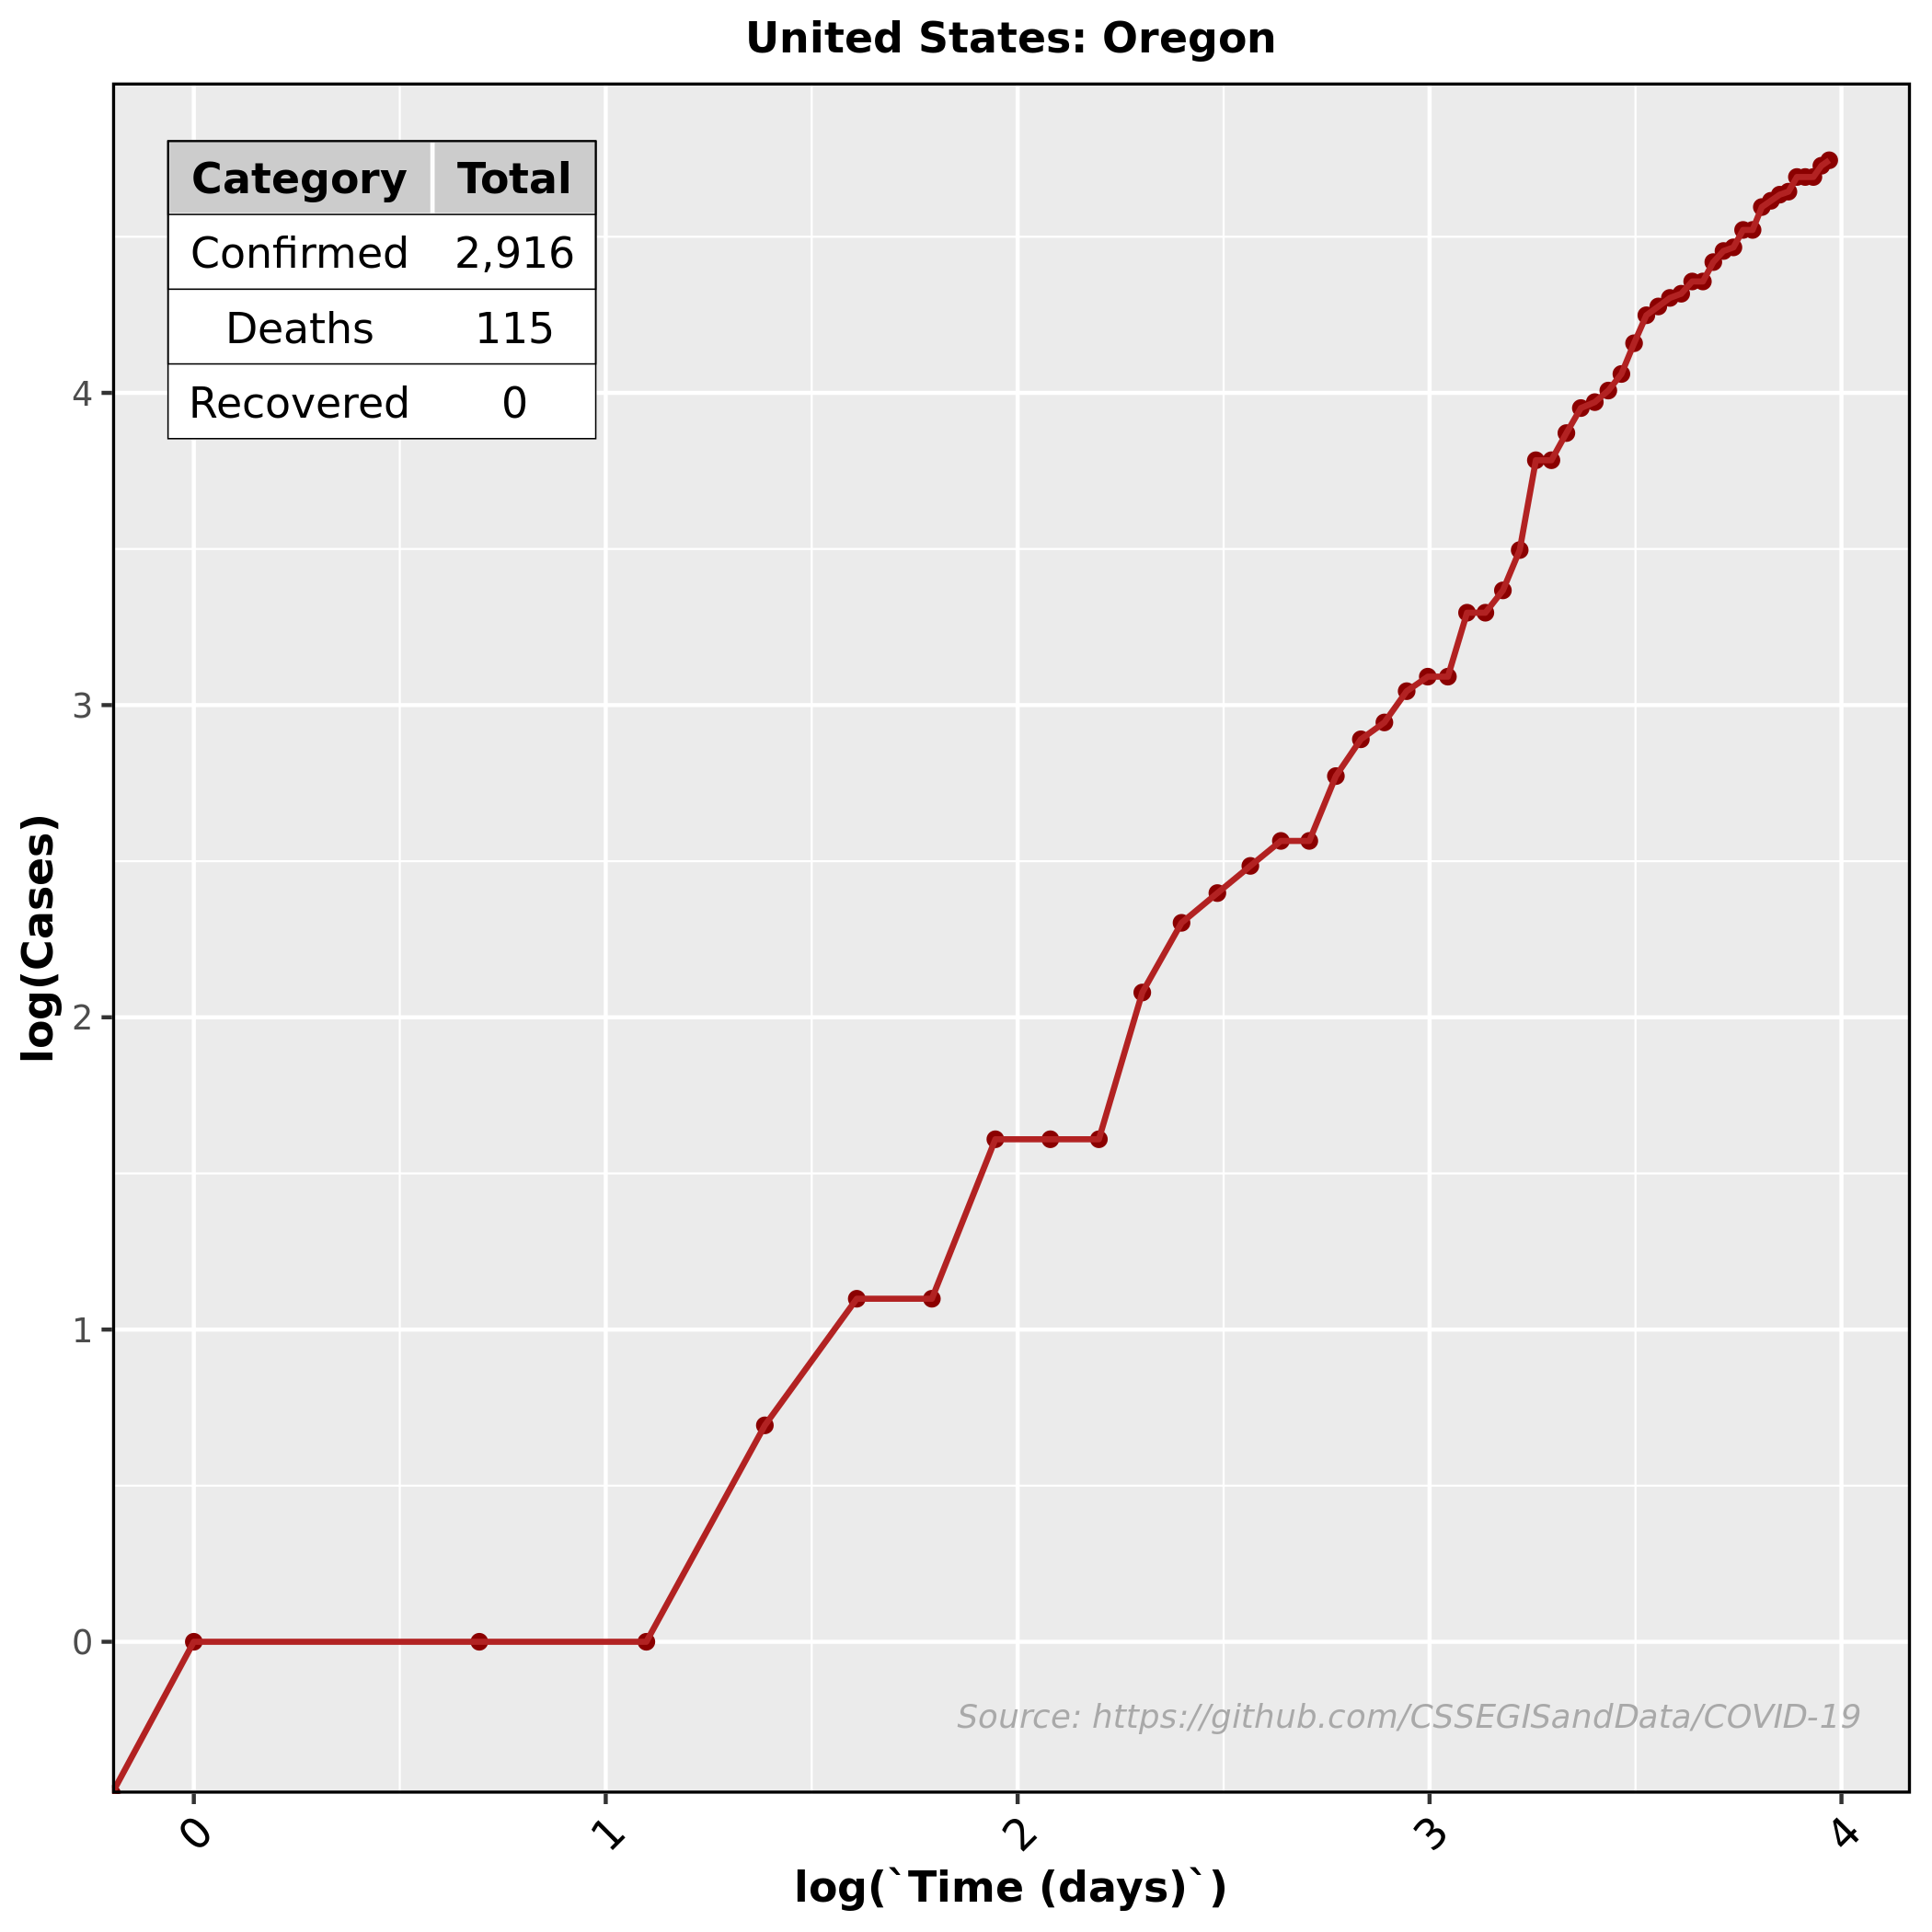 United States: Oregon
Category Total
Confirmed 2,916
Deaths 115
Recovered 0
4
3
2
1
0
log(Cases)
Source: https://github.com/CSSEGISandData/COVID-19
0 1 2 3 4
log(`Time (days)`)